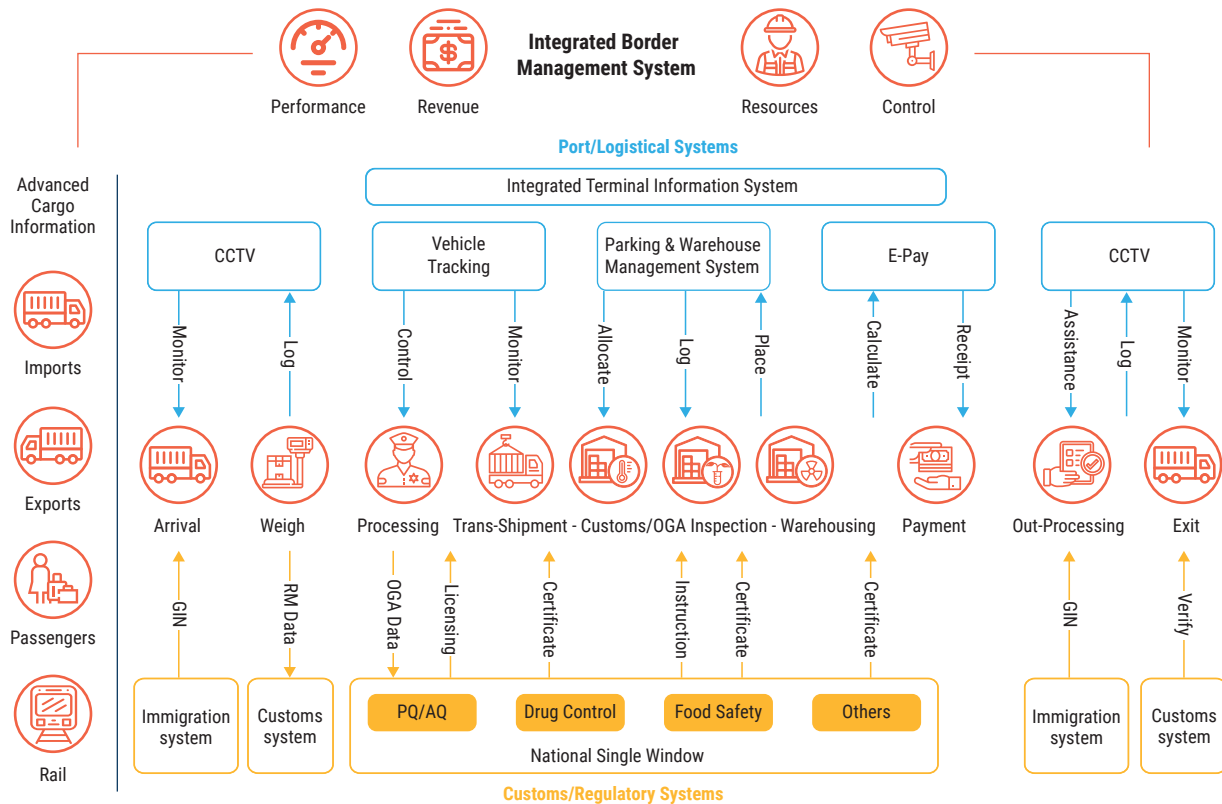 Integrated Border
Management System
Performance
Revenue
Resources
Control
Port/Logistical Systems
Advanced
Cargo
Information
Integrated Terminal Information System
CCTV
Vehicle
Tracking
Parking & Warehouse
Management System
E-Pay
CCTV
Imports
Exports
Passengers
Rail
Monitor
Log
Control
Monitor
Allocate
Log
Place
Calculate
Receipt
Assistance
Log
Monitor
Arrival
Weigh
Processing
Trans-Shipment - Customs/OGA Inspection - Warehousing
Payment
Out-Processing
Exit
GIN
RM Data
OGA Data
Licensing
Certificate
Instruction
Certificate
Certificate
GIN
Verify
Immigration
system
Customs
system
PQ/AQ
Drug Control
Food Safety
Others
National Single Window
Immigration
system
Customs
system
Customs/Regulatory Systems